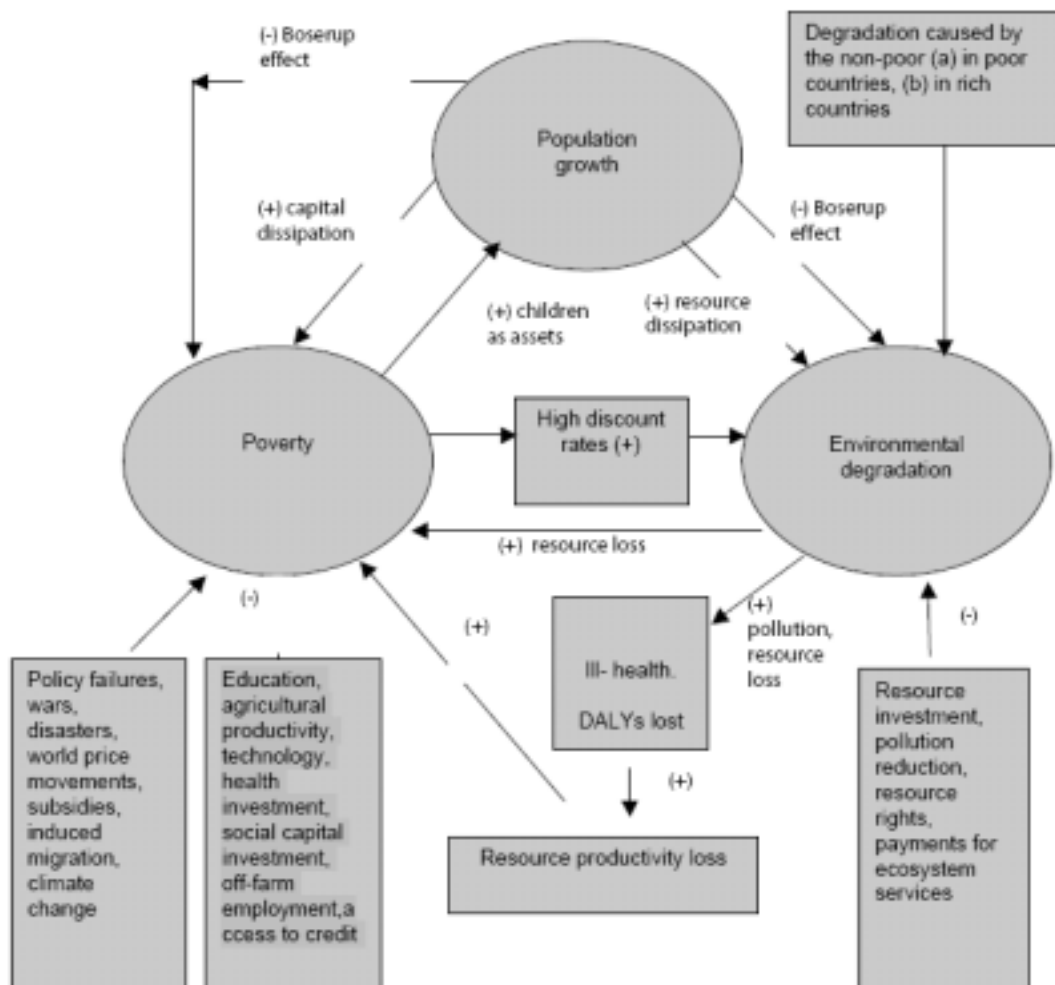 (-) Boserup
effect
Degradation caused by
the non-poor (a) in poor
countries, (b) in rich
countries
Population
growth
(+) capital
dissipation
(-) Boserup
effect
(+) children
as assets
(+) resource
dissipation
Poverty
High discount
rates (+)
Environmental
degradation
(+) resource loss
(-)
(+)
(+)
pollution,
resource
loss
(-)
Policy failures,
wars,
disasters,
world price
movements,
subsidies,
induced
migration,
climate
change
Education,
agricultural
productivity,
technology,
health
investment,
social capital
investment,
off-farm
employment,a
ccess to credit
Ill- health.
DALYs lost
(+)
Resource productivity loss
Resource
investment,
pollution
reduction,
resource
rights,
payments for
ecosystem
services